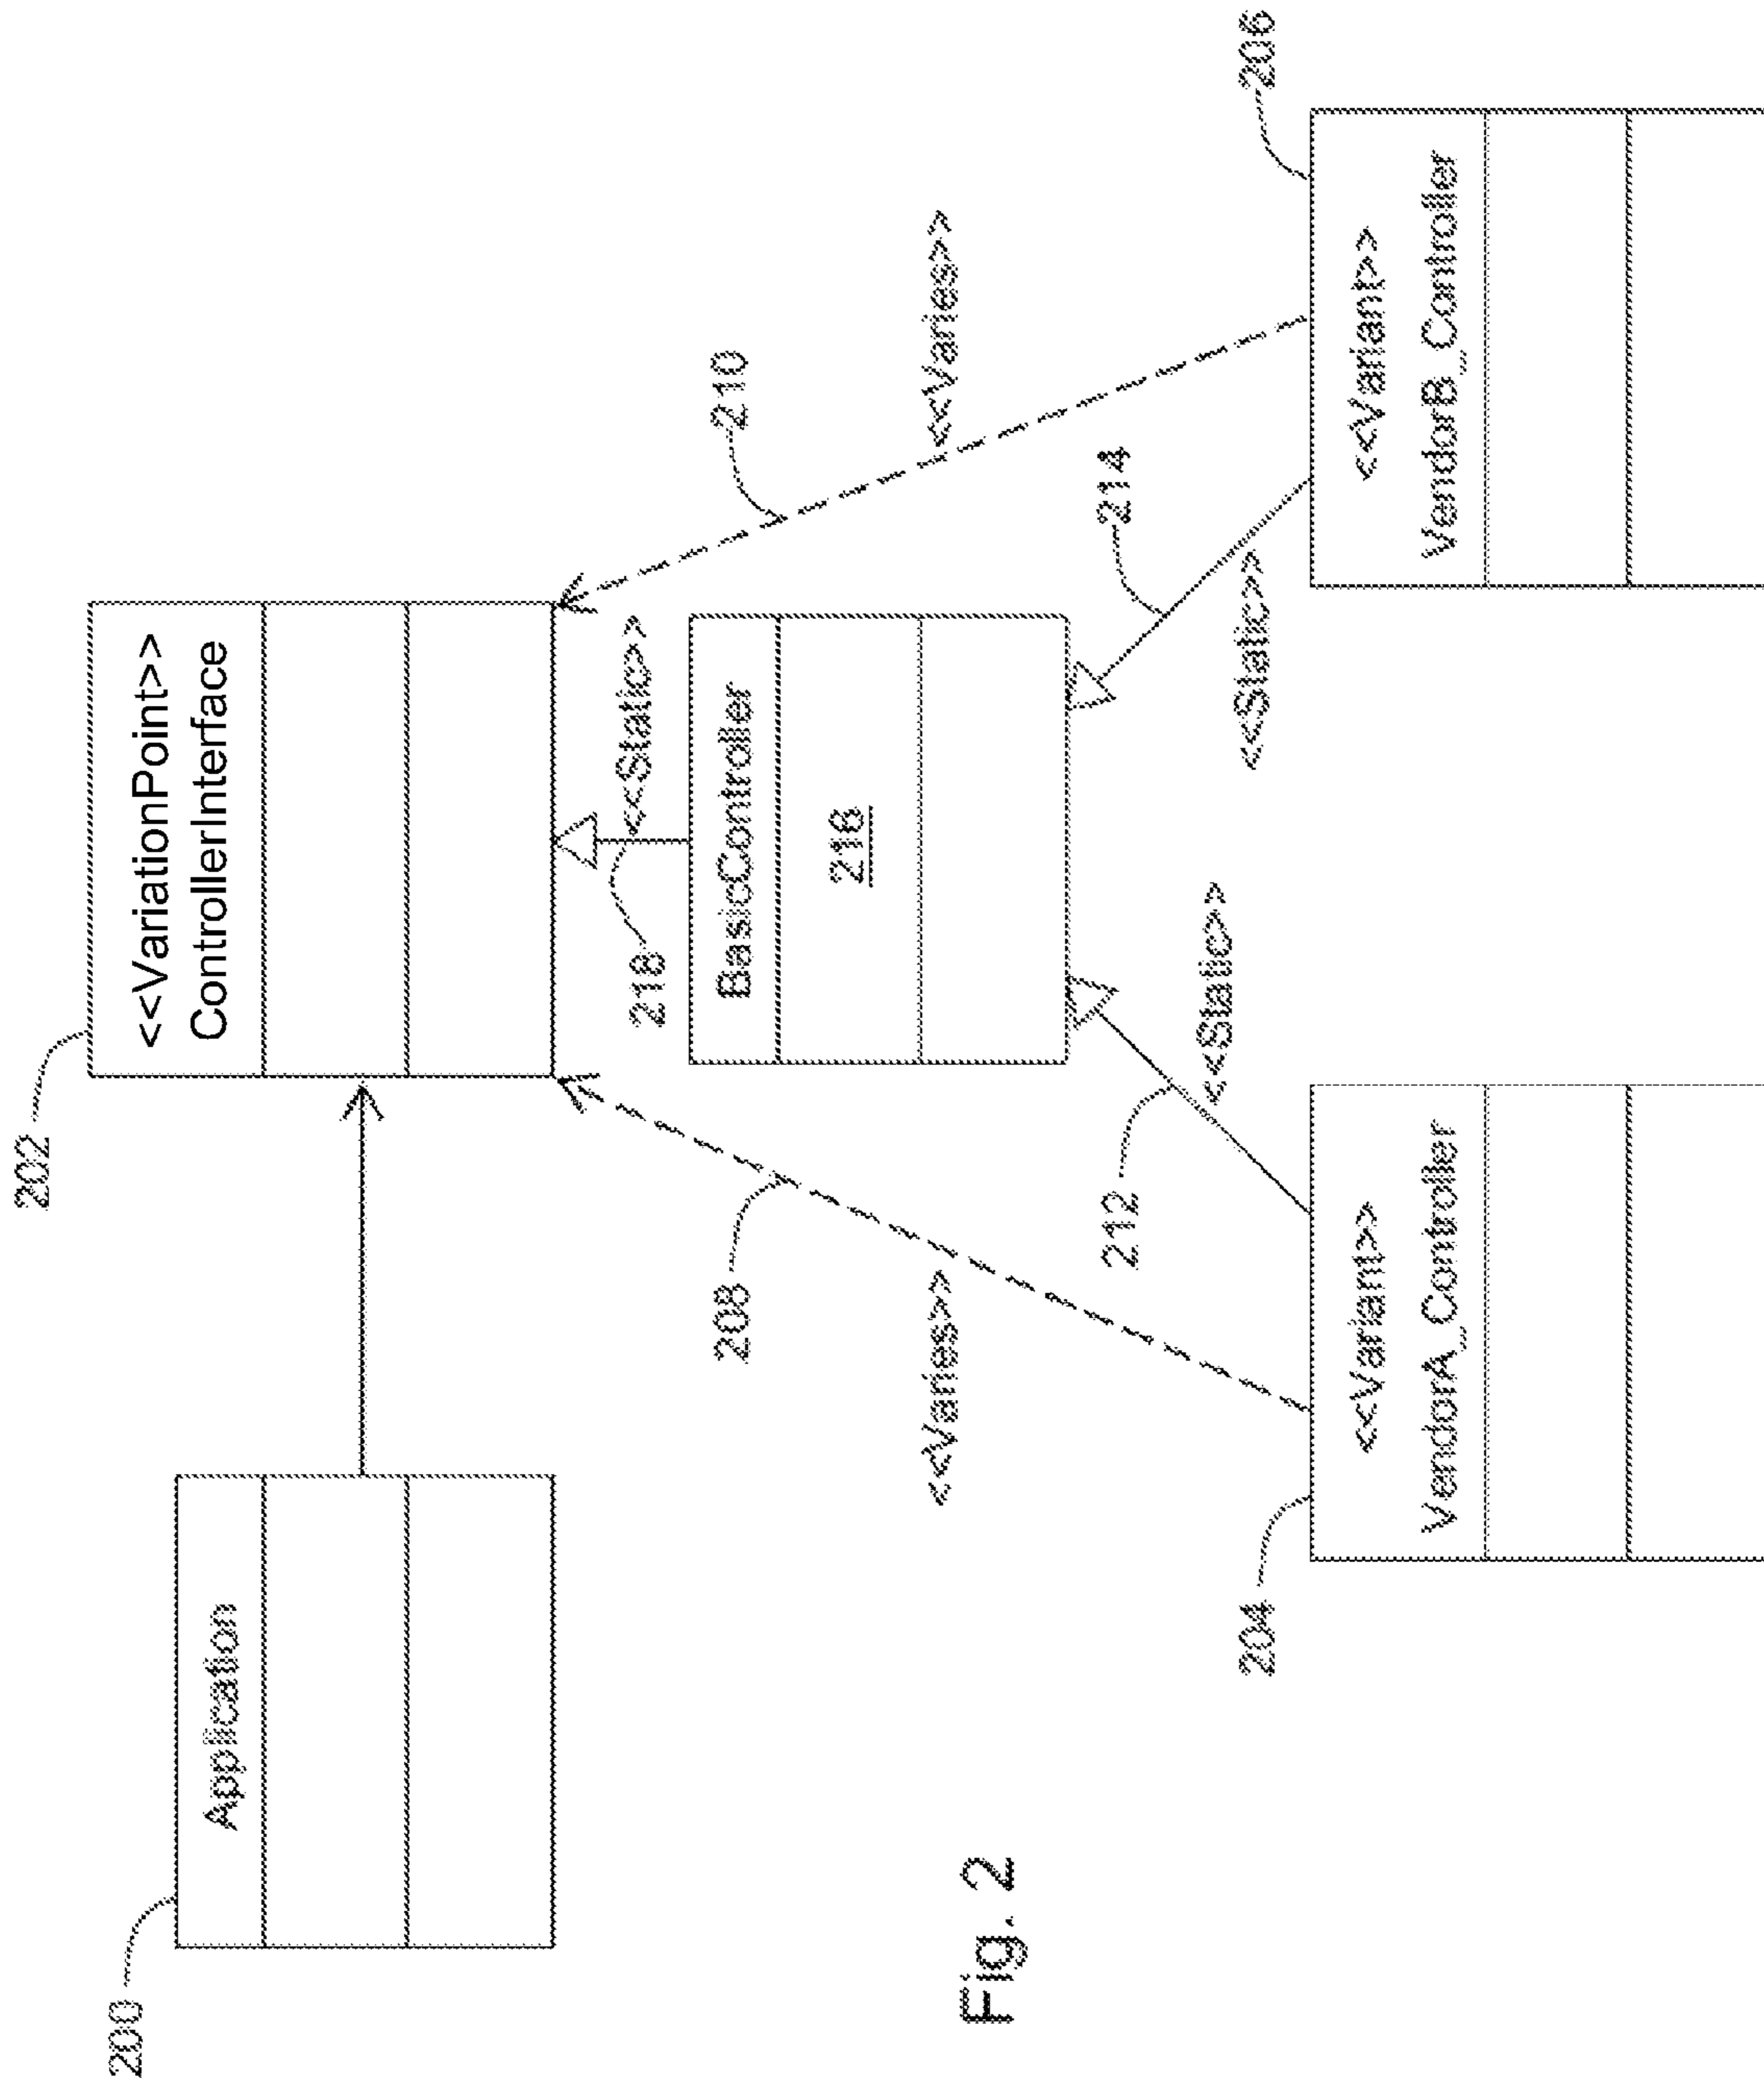 200
Application
202
<<VariationPoint>>
ControllerInterface
218
<<Static>>
BasicController
216
208
<<Varies>>
210
<<Varies>>
212
<<Static>>
214
<<Static>>
204
<<Variant>>
VendorA_Controller
206
<<Variant>>
VendorB_Controller
Fig. 2